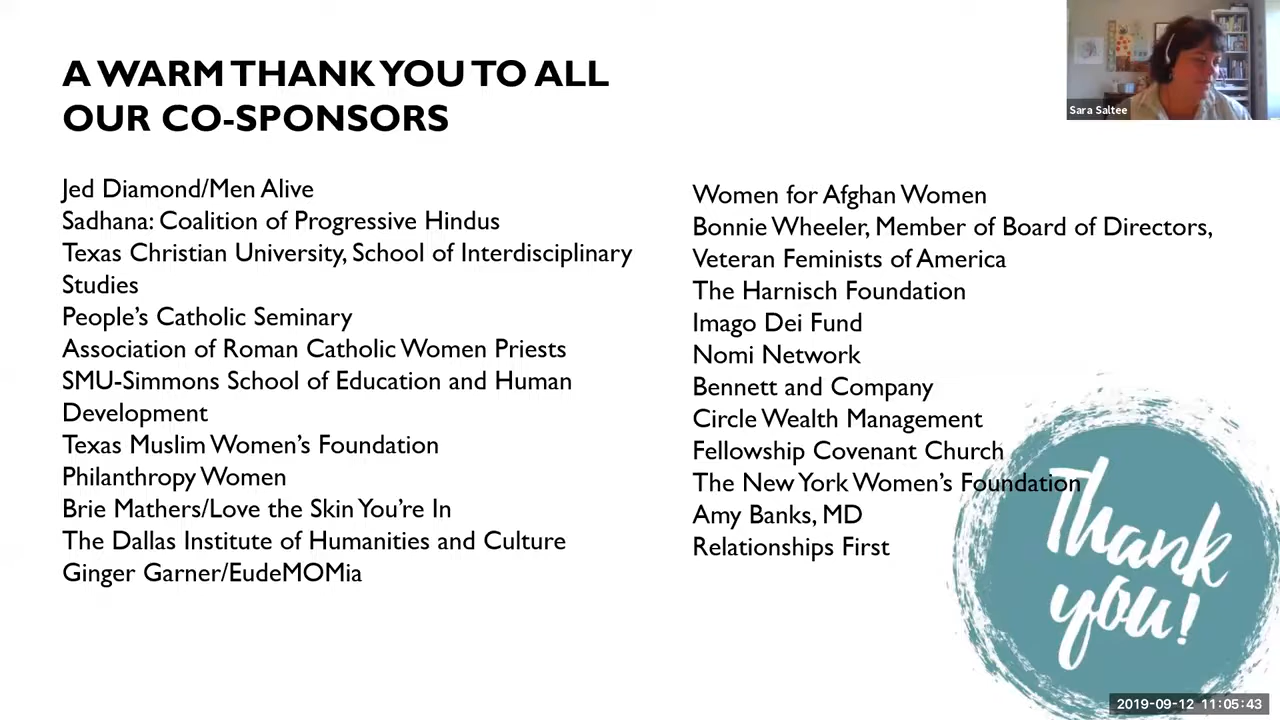 A WARM THANK YOU TO ALL
OUR CO-SPONSORS
Sara Saltee
Jed Diamond/Men Alive
Sadhana: Coalition of Progressive Hindus
Texas Christian University, School of Interdisciplinary
Studies
People’s Catholic Seminary
Association of Roman Catholic Women Priests
SMU-Simmons School of Education and Human
Development
Texas Muslim Women’s Foundation
Philanthropy Women
Brie Mathers/Love the Skin You’re In
The Dallas Institute of Humanities and Culture
Ginger Garner/EudeMOMia
Women for Afghan Women
Bonnie Wheeler, Member of Board of Directors,
Veteran Feminists of America
The Harnisch Foundation
Imago Dei Fund
Nomi Network
Bennett and Company
Circle Wealth Management
Fellowship Covenant Church
The New York Women’s Foundation
Amy Banks, MD
Relationships First
Thank
you!
2019-09-12 11:05:43